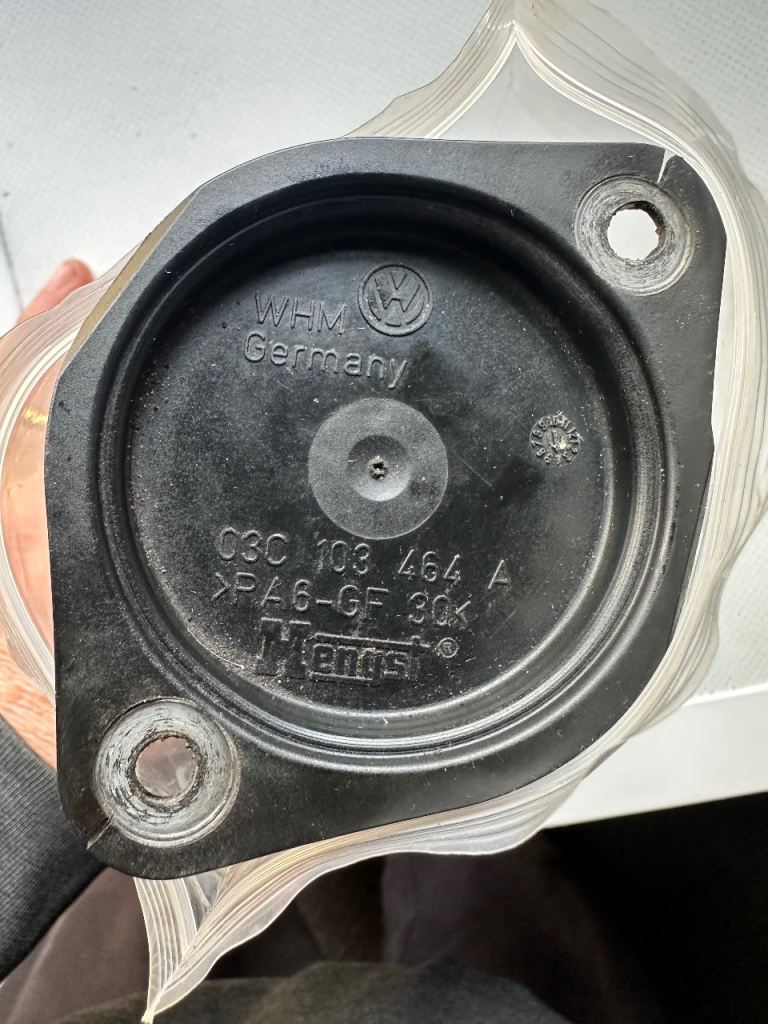 WHM
Germany
03C 103 464 A
>PA6-GF 30<
Hengst®